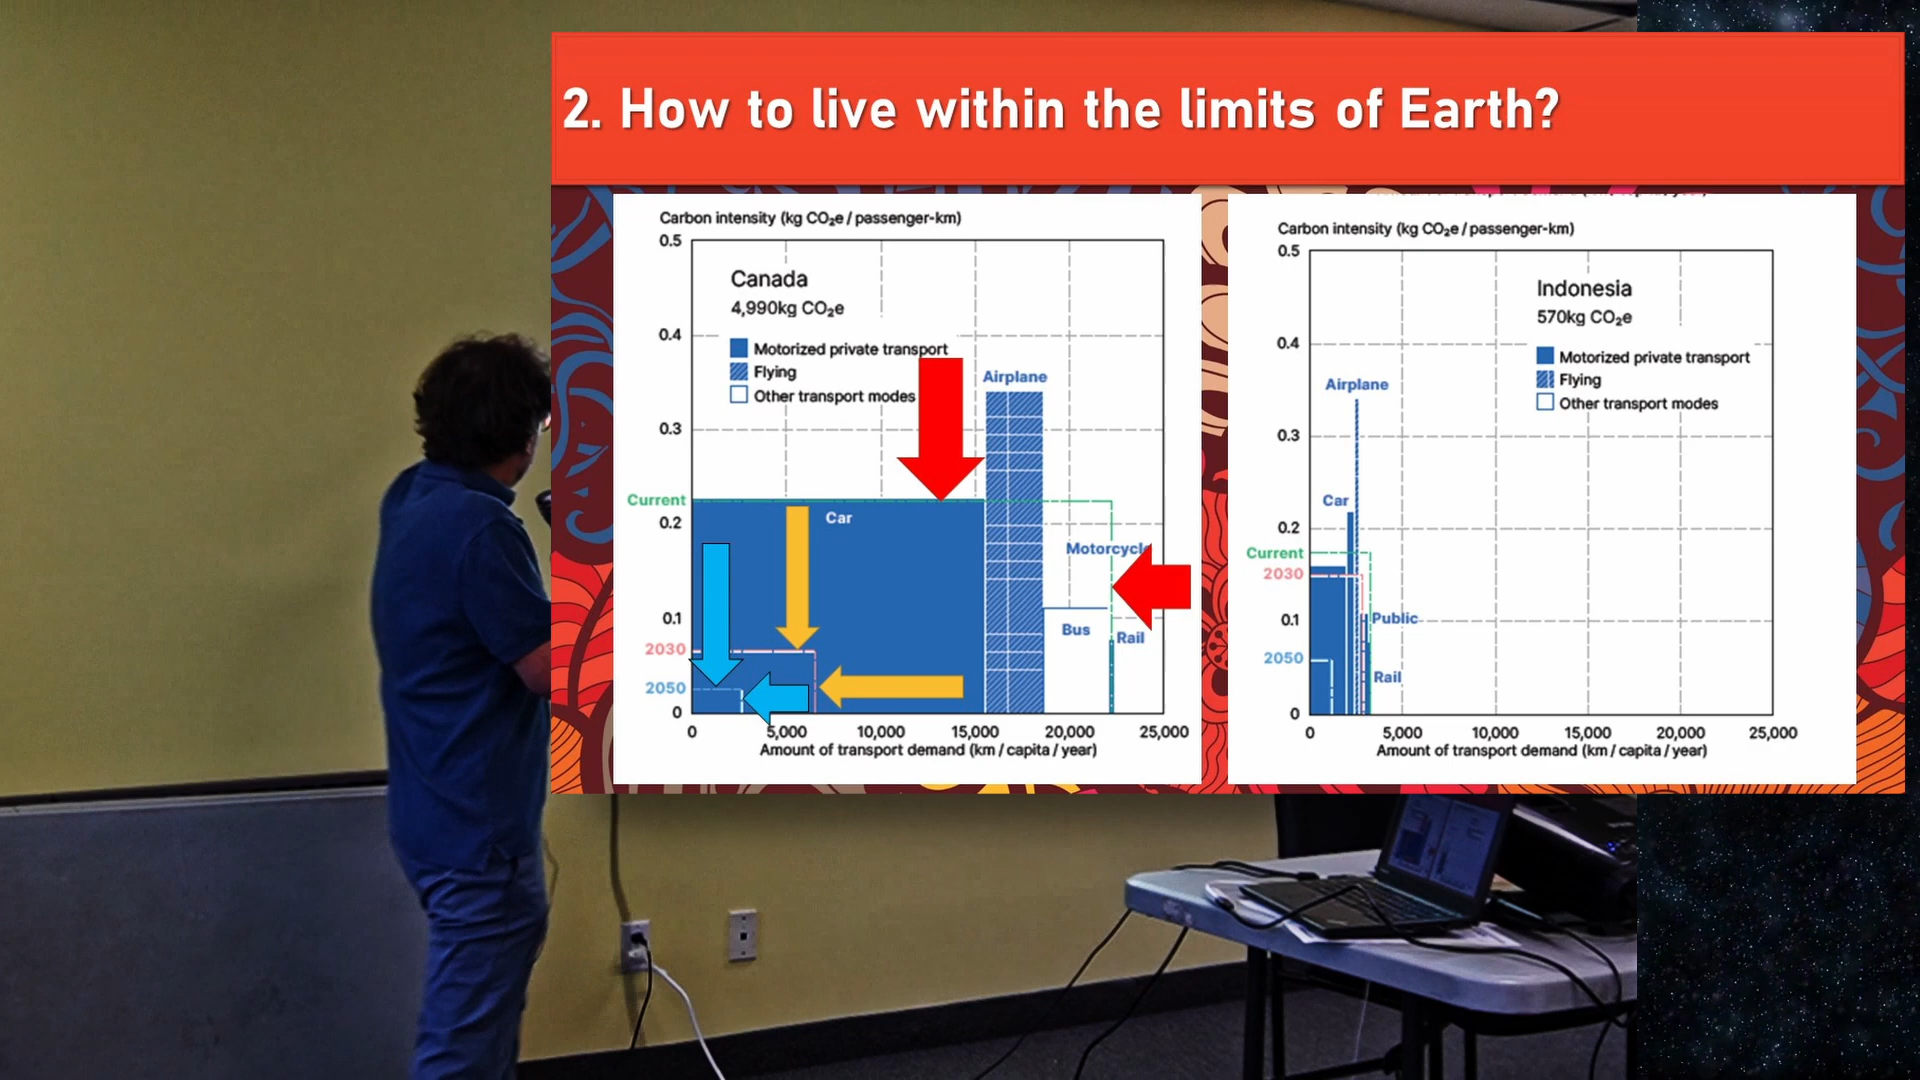 2. How to live within the limits of Earth?
Carbon intensity (kg CO₂e / passenger-km)
0.5
Canada
4,990kg CO₂e
0.4
Motorized private transport
Flying
Other transport modes
Airplane
0.3
Current
Car
0.2
Motorcycle
0.1
Bus
Rail
2030
2050
0
0 5,000 10,000 15,000 20,000 25,000
Amount of transport demand (km / capita / year)
Carbon intensity (kg CO₂e / passenger-km)
0.5
Indonesia
570kg CO₂e
0.4
Motorized private transport
Flying
Other transport modes
Airplane
0.3
Car
0.2
Current
2030
0.1
Public
2050
Rail
0
0 5,000 10,000 15,000 20,000 25,000
Amount of transport demand (km / capita / year)